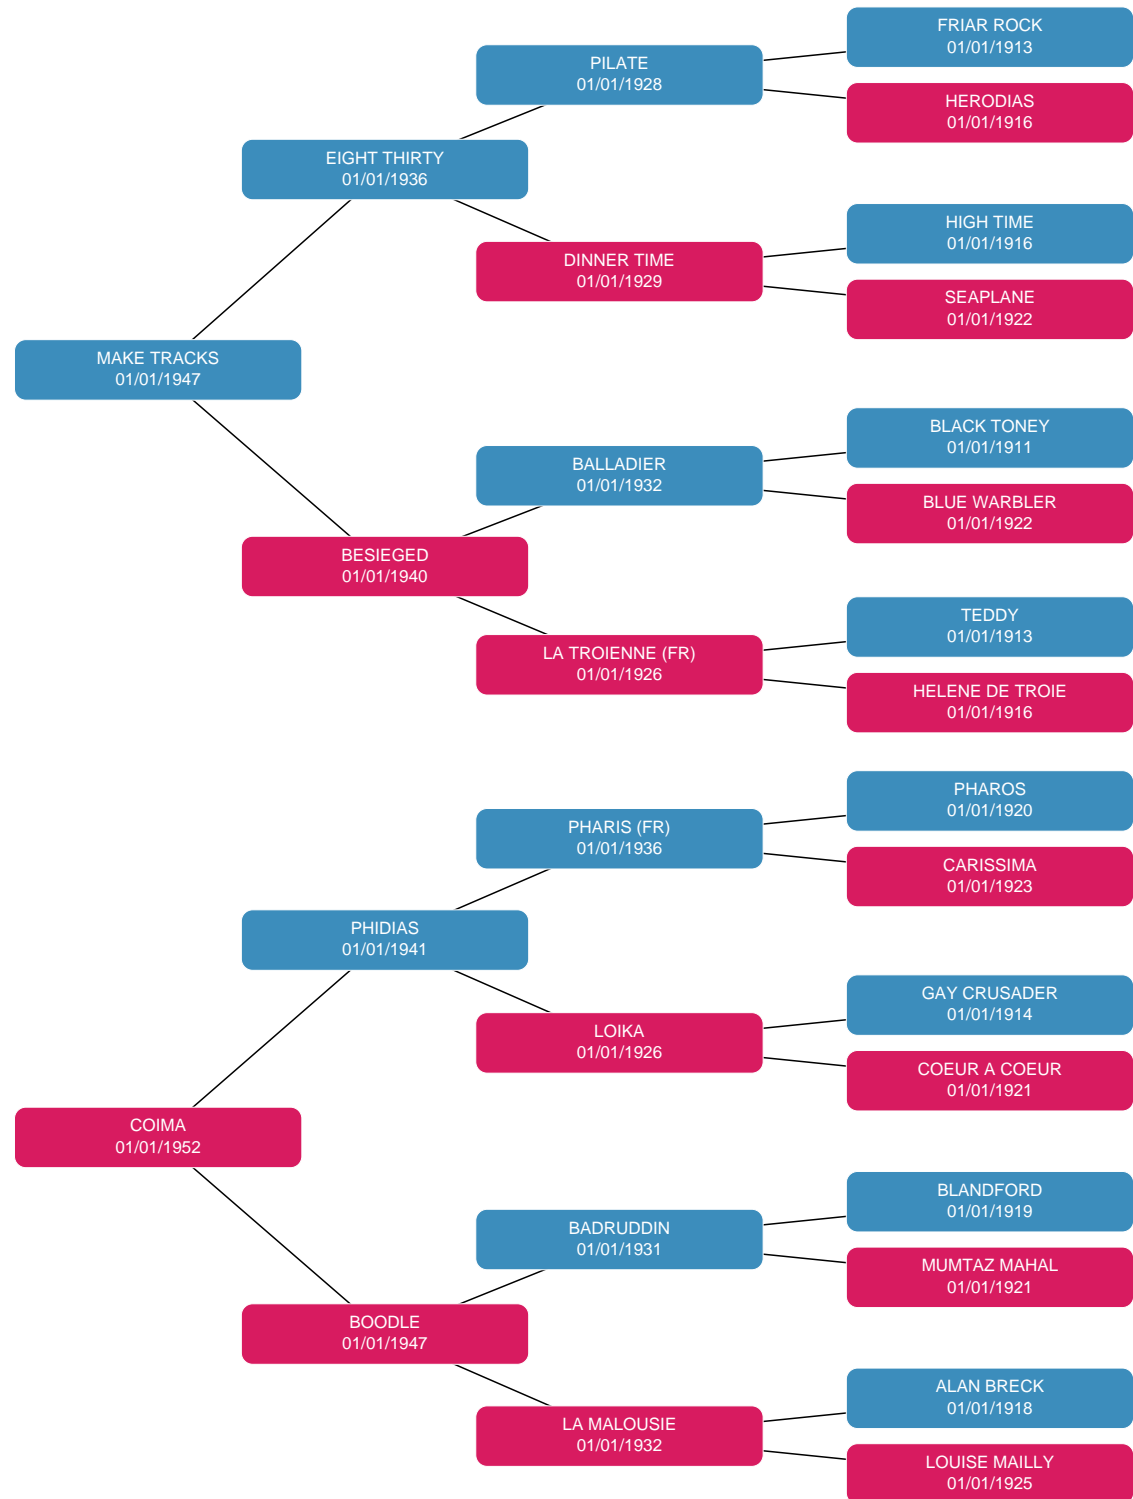 FRIAR ROCK
01/01/1913
PILATE
01/01/1928
HERODIAS
01/01/1916
EIGHT THIRTY
01/01/1936
HIGH TIME
01/01/1916
DINNER TIME
01/01/1929
SEAPLANE
01/01/1922
MAKE TRACKS
01/01/1947
BLACK TONEY
01/01/1911
BALLADIER
01/01/1932
BLUE WARBLER
01/01/1922
BESIEGED
01/01/1940
TEDDY
01/01/1913
LA TROIENNE (FR)
01/01/1926
HELENE DE TROIE
01/01/1916
PHAROS
01/01/1920
PHARIS (FR)
01/01/1936
CARISSIMA
01/01/1923
PHIDIAS
01/01/1941
GAY CRUSADER
01/01/1914
LOIKA
01/01/1926
COEUR A COEUR
01/01/1921
COIMA
01/01/1952
BLANDFORD
01/01/1919
BADRUDDIN
01/01/1931
MUMTAZ MAHAL
01/01/1921
BOODLE
01/01/1947
ALAN BRECK
01/01/1918
LA MALOUSIE
01/01/1932
LOUISE MAILLY
01/01/1925